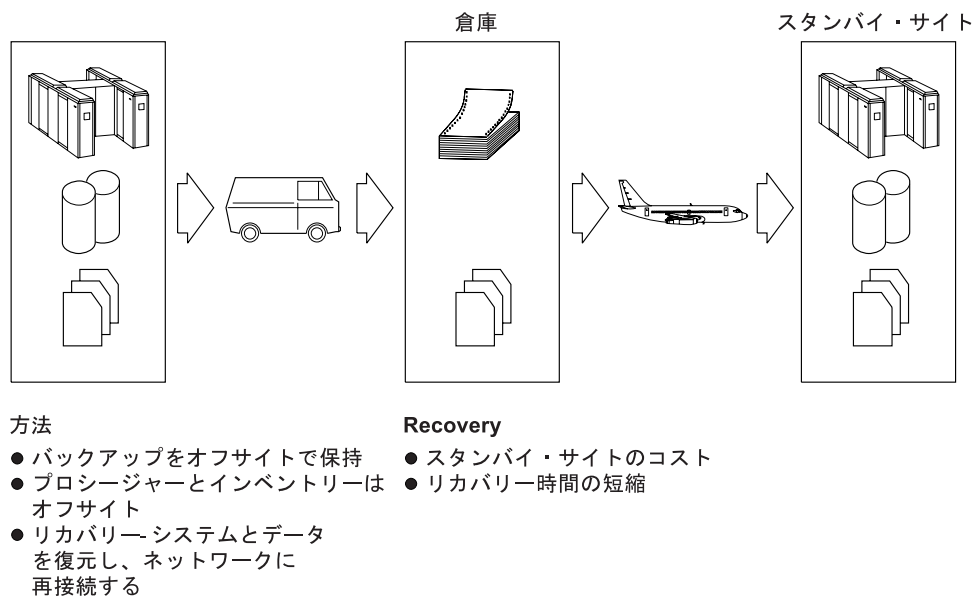 倉庫
スタンバイ・サイト
方法
● バックアップをオフサイトで保持
● プロシージャーとインベントリーは
オフサイト
● リカバリー- システムとデータ
を復元し、ネットワークに
再接続する
Recovery
● スタンバイ・サイトのコスト
● リカバリー時間の短縮